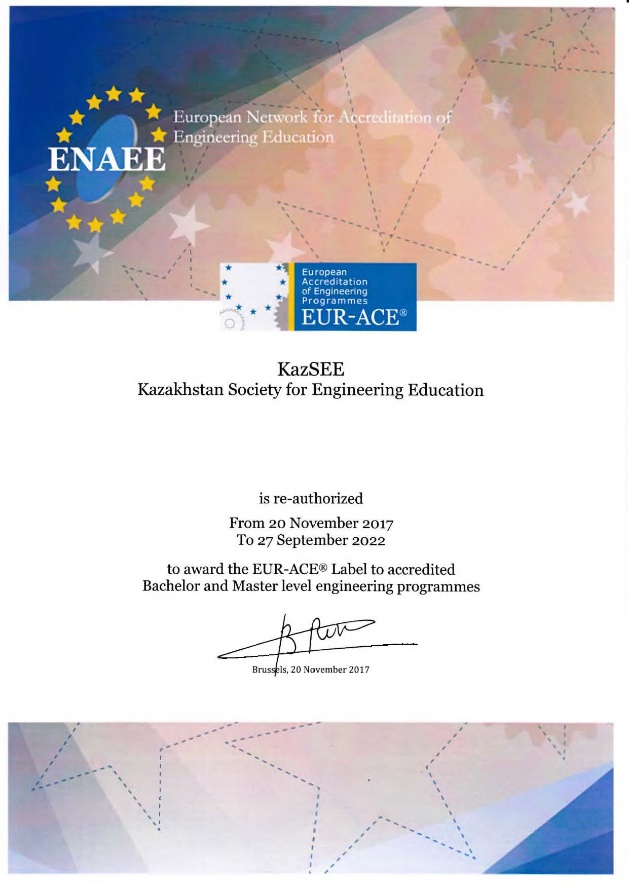 European Network for Accreditation of
Engineering Education
ENAEE
European
Accreditation
of Engineering
Programmes
EUR-ACE®
KazSEE
Kazakhstan Society for Engineering Education
is re-authorized
From 20 November 2017
To 27 September 2022
to award the EUR-ACE® Label to accredited
Bachelor and Master level engineering programmes
Brussels, 20 November 2017